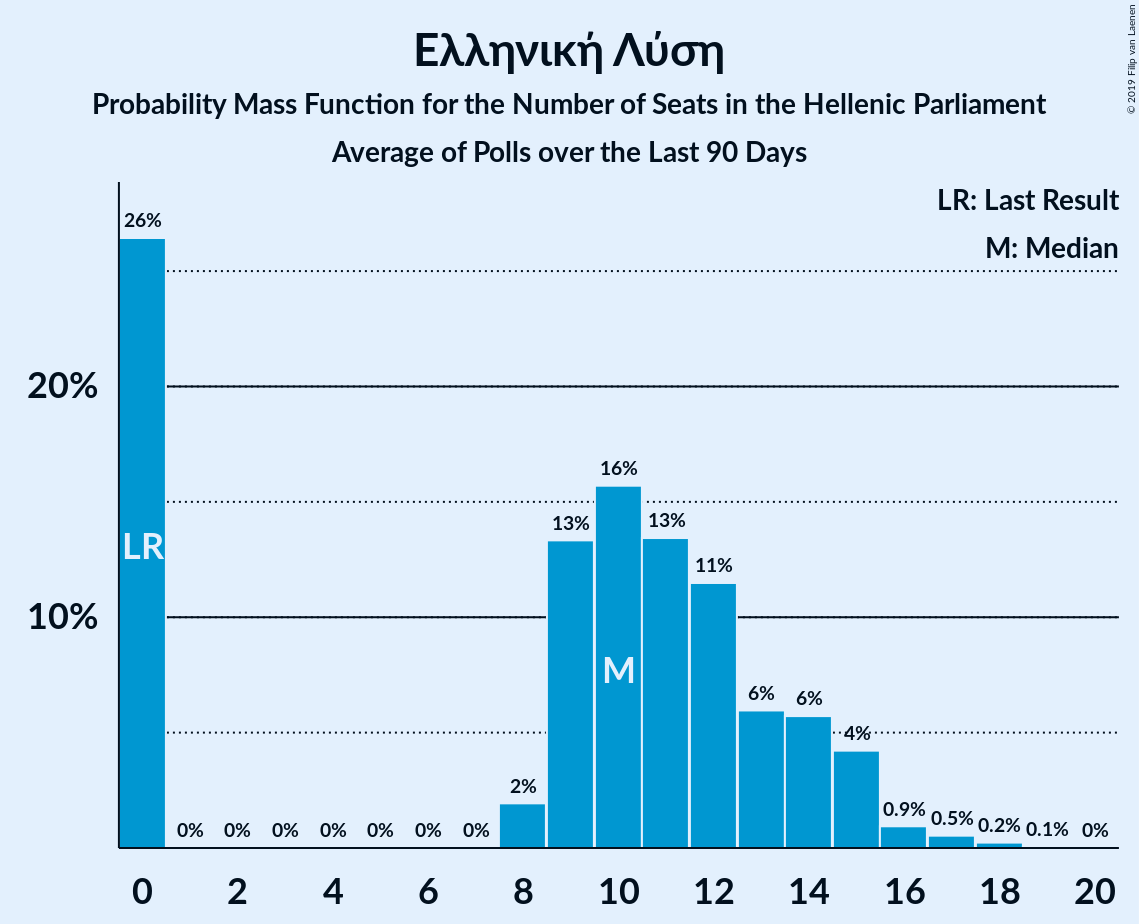 Ελληνική Λύση
Probability Mass Function for the Number of Seats in the Hellenic Parliament
Average of Polls over the Last 90 Days
© 2019 Filip van Laenen
LR: Last Result
M: Median
26%
20%
16%
13%
13%
11%
LR
10%
M
6%
6%
4%
2%
0%
0%
0%
0%
0%
0%
0%
0.9%
0.5%
0.2%
0.1%
0%
0 2 4 6 8 10 12 14 16 18 20